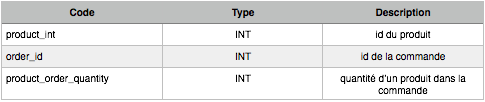 Code Type Description
product_int INT id du produit
order_id INT id de la commande
product_order_quantity INT quantité d'un produit dans la
commande